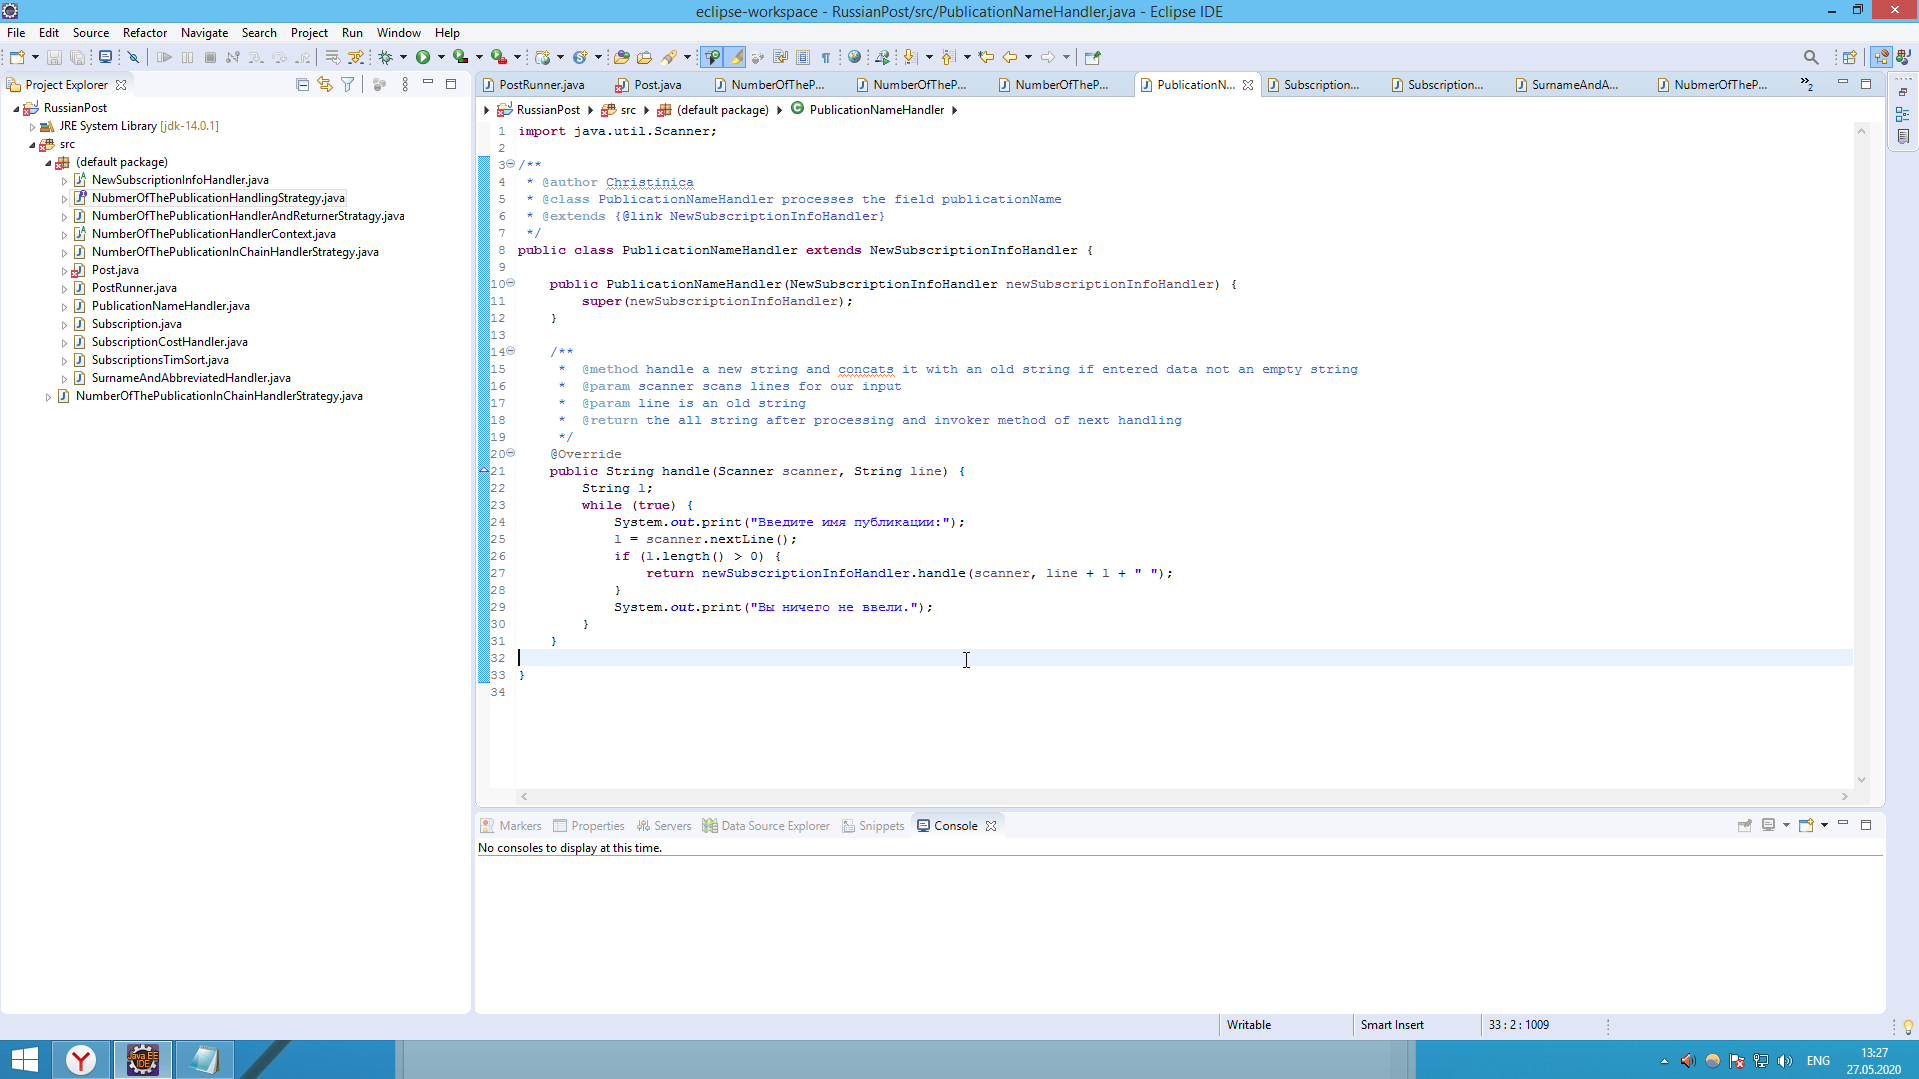 eclipse-workspace - RussianPost/src/PublicationNameHandler.java - Eclipse IDE
File Edit Source Refactor Navigate Search Project Run Window Help
Project Explorer
RussianPost
JRE System Library [jdk-14.0.1]
src
(default package)
NewSubscriptionInfoHandler.java
NubmerOfThePublicationHandlingStrategy.java
NumberOfThePublicationHandlerAndReturnerStratagy.java
NumberOfThePublicationHandlerContext.java
NumberOfThePublicationInChainHandlerStrategy.java
Post.java
PostRunner.java
PublicationNameHandler.java
Subscription.java
SubscriptionCostHandler.java
SubscriptionsTimSort.java
SurnameAndAbbreviatedHandler.java
NumberOfThePublicationInChainHandlerStrategy.java
PostRunner.java Post.java NumberOfTheP... NumberOfTheP... NumberOfTheP... PublicationN... Subscription... Subscription... SurnameAndA... NubmerOfTheP... »2
RussianPost src (default package) PublicationNameHandler
1 import java.util.Scanner;
2
3 /**
4 * @author Christinica
5 * @class PublicationNameHandler processes the field publicationName
6 * @extends {@link NewSubscriptionInfoHandler}
7 */
8 public class PublicationNameHandler extends NewSubscriptionInfoHandler {
9
10 public PublicationNameHandler(NewSubscriptionInfoHandler newSubscriptionInfoHandler) {
11 super(newSubscriptionInfoHandler);
12 }
13
14 /**
15 * @method handle a new string and concats it with an old string if entered data not an empty string
16 * @param scanner scans lines for our input
17 * @param line is an old string
18 * @return the all string after processing and invoker method of next handling
19 */
20 @Override
21 public String handle(Scanner scanner, String line) {
22 String l;
23 while (true) {
24 System.out.print("Введите имя публикации:");
25 l = scanner.nextLine();
26 if (l.length() > 0) {
27 return newSubscriptionInfoHandler.handle(scanner, line + l + " ");
28 }
29 System.out.print("Вы ничего не ввели.");
30 }
31 }
32
33 }
34
Markers Properties Servers Data Source Explorer Snippets Console
No consoles to display at this time.
Writable Smart Insert 33 : 2 : 1009
Java EE
IDE
ENG
13:27
27.05.2020